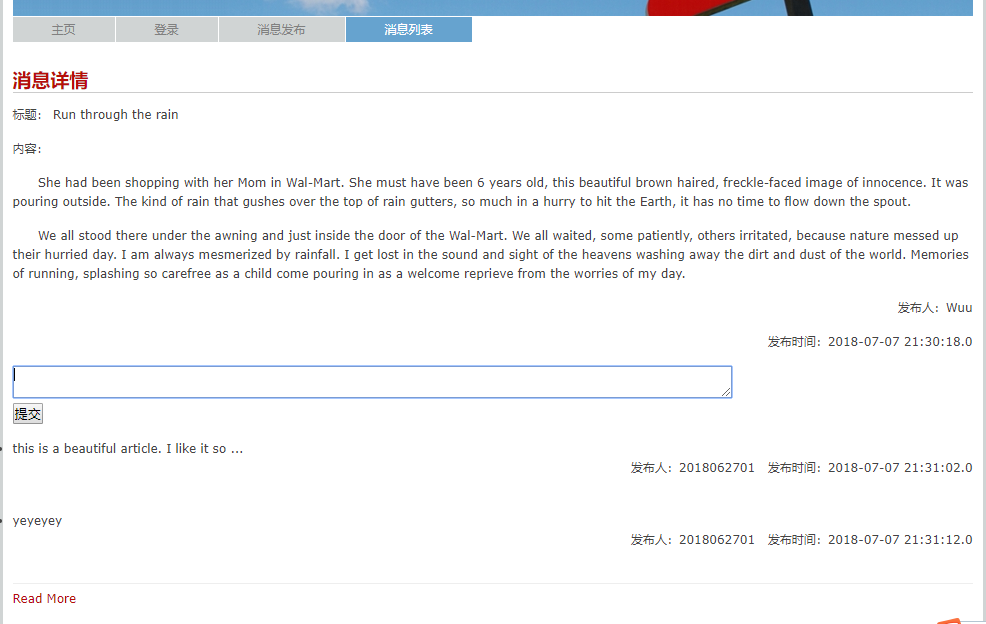 主页 登录 消息发布 消息列表
消息详情
标题： Run through the rain
内容：
She had been shopping with her Mom in Wal-Mart. She must have been 6 years old, this beautiful brown haired, freckle-faced image of innocence. It was
pouring outside. The kind of rain that gushes over the top of rain gutters, so much in a hurry to hit the Earth, it has no time to flow down the spout.
We all stood there under the awning and just inside the door of the Wal-Mart. We all waited, some patiently, others irritated, because nature messed up
their hurried day. I am always mesmerized by rainfall. I get lost in the sound and sight of the heavens washing away the dirt and dust of the world. Memories
of running, splashing so carefree as a child come pouring in as a welcome reprieve from the worries of my day.
发布人：Wuu
发布时间：2018-07-07 21:30:18.0
提交
this is a beautiful article. I like it so ...
发布人：2018062701 发布时间：2018-07-07 21:31:02.0
yeyeyey
发布人：2018062701 发布时间：2018-07-07 21:31:12.0
Read More